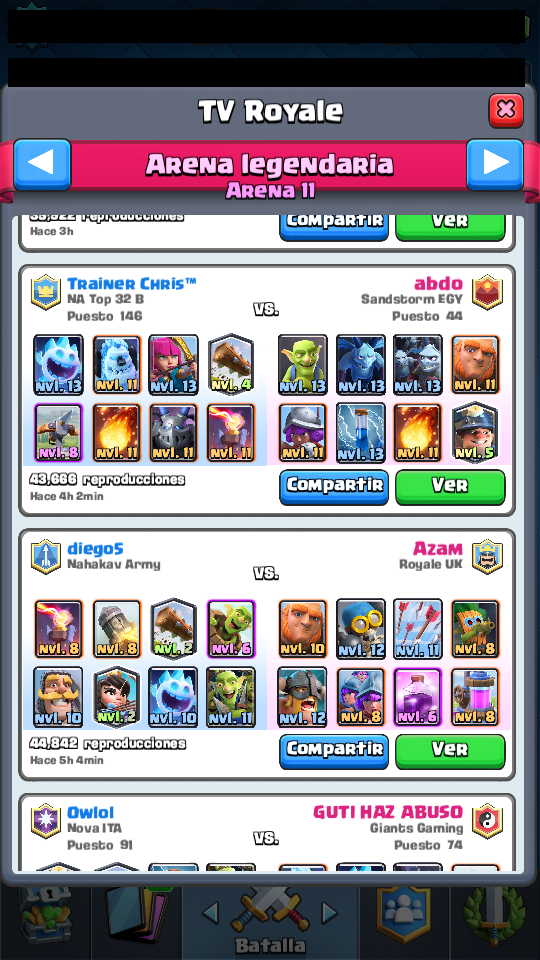 TV Royale
Arena legendaria
Arena 11
reproducciones
Hace 3h
Compartir
Ver
Trainer Chris™
NA Top 32 B
Puesto 146
vs.
abdo
Sandstorm EGY
Puesto 44
Nvl. 13 Nvl. 11 Nvl. 13 Nvl. 4 Nvl. 13 Nvl. 13 Nvl. 13 Nvl. 11
Nvl. 8 Nvl. 11 Nvl. 11 Nvl. 11 Nvl. 11 Nvl. 13 Nvl. 11 Nvl. 5
43,666 reproducciones
Hace 4h 2min
Compartir
Ver
diego5
Nahakav Army
vs.
Azam
Royale UK
Nvl. 8 Nvl. 8 Nvl. 2 Nvl. 6 Nvl. 10 Nvl. 12 Nvl. 11 Nvl. 8
Nvl. 10 Nvl. 2 Nvl. 10 Nvl. 11 Nvl. 12 Nvl. 8 Nvl. 6 Nvl. 8
44,842 reproducciones
Hace 5h 4min
Compartir
Ver
Owlol
Nova ITA
Puesto 91
vs.
GUTI HAZ ABUSO
Giants Gaming
Puesto 74
Batalla